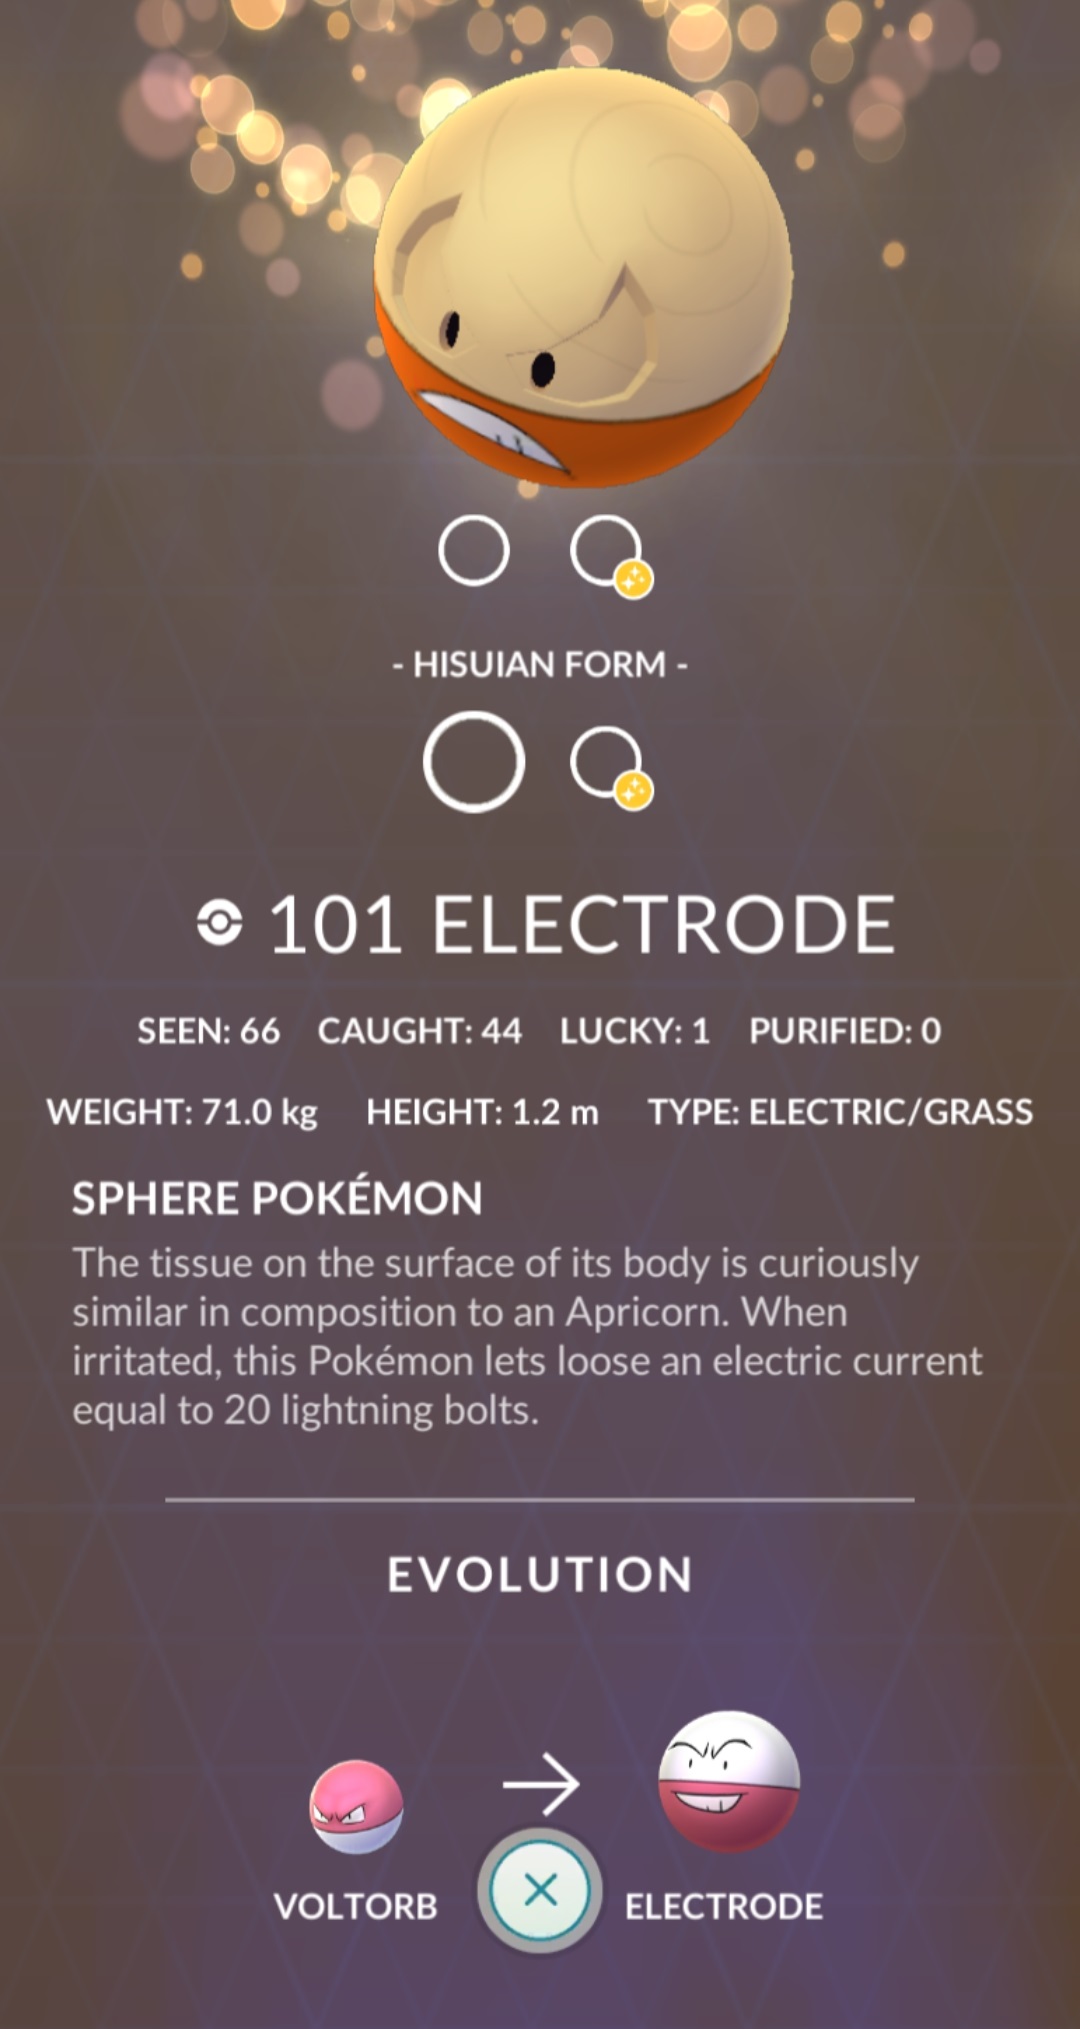 - HISUIAN FORM -
101 ELECTRODE
SEEN: 66 CAUGHT: 44 LUCKY: 1 PURIFIED: 0
WEIGHT: 71.0 kg HEIGHT: 1.2 m TYPE: ELECTRIC/GRASS
SPHERE POKÉMON
The tissue on the surface of its body is curiously
similar in composition to an Apricorn. When
irritated, this Pokémon lets loose an electric current
equal to 20 lightning bolts.
EVOLUTION
VOLTORB ELECTRODE